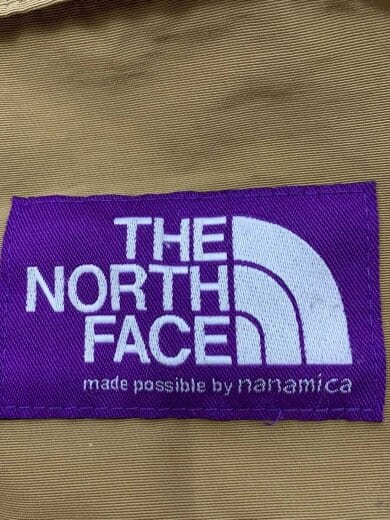 THE
NORTH
FACE
made possible by nanamica